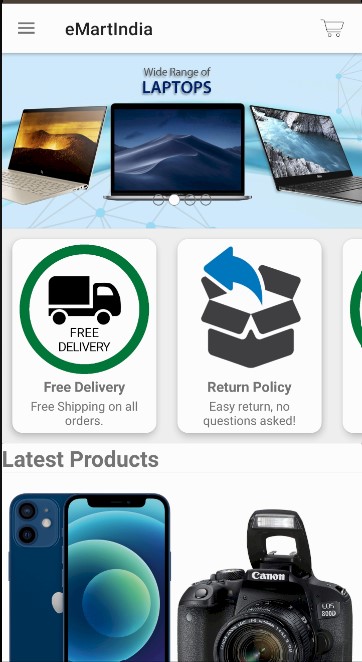 eMartIndia
Wide Range of
LAPTOPS
FREE
DELIVERY
Free Delivery
Free Shipping on all
orders.
Return Policy
Easy return, no
questions asked!
Latest Products
Canon
EOS
800D